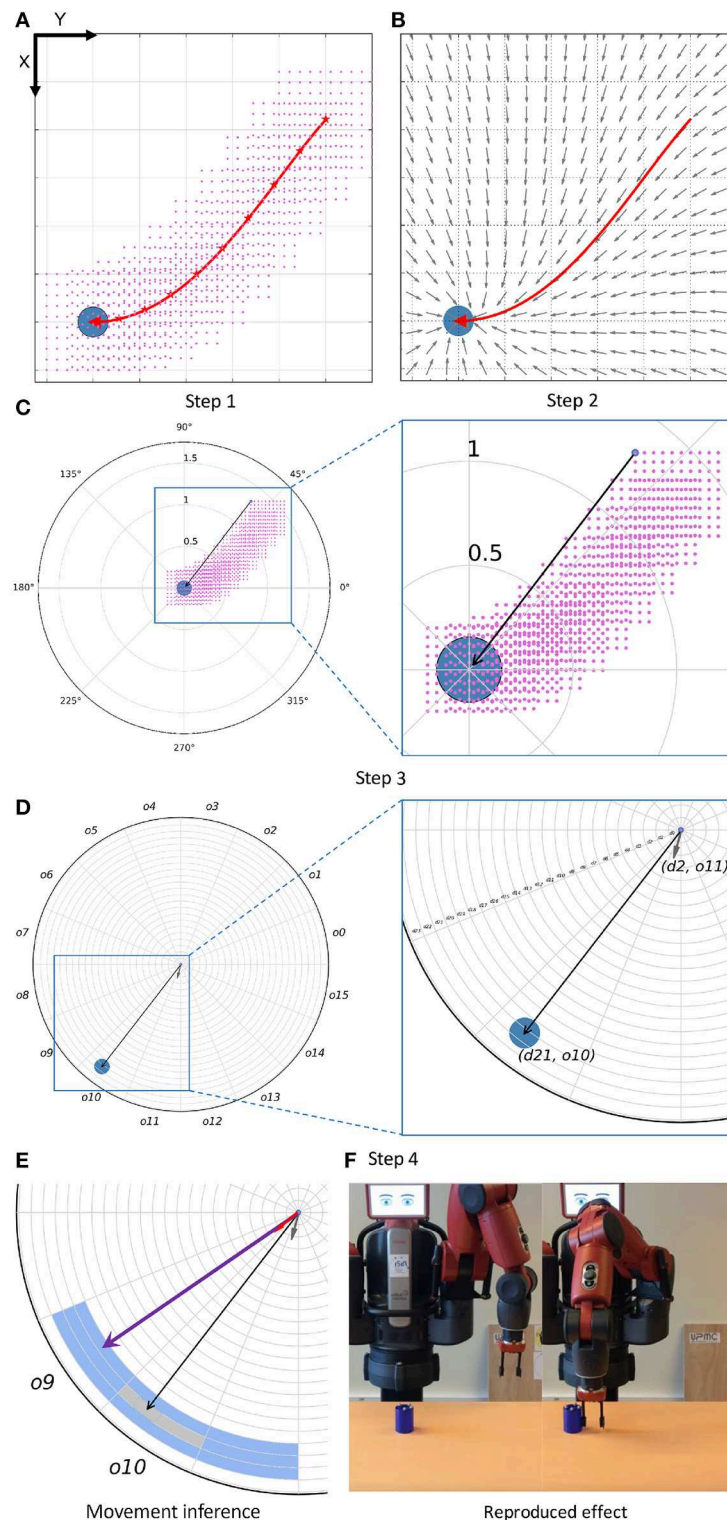 A
Y
X
B
Step 1
Step 2
C
90°
135°
1.5
45°
1
0.5
180°
0°
225°
315°
270°
1
0.5
Step 3
D
o4
o3
o5
o2
o6
o1
o7
o0
o8
o15
o9
o14
o10
o13
o11
o12
(d2, o11)
(d21, o10)
E
o9
o10
Movement inference
F Step 4
UPMC
Reproduced effect